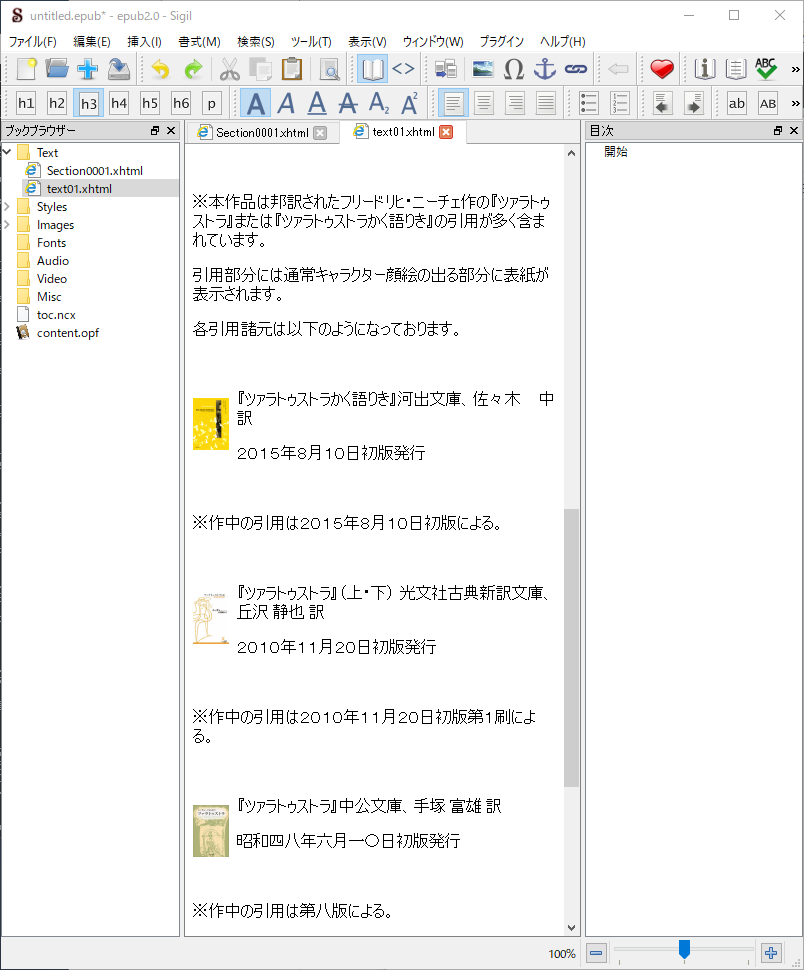 untitled.epub* - epub2.0 - Sigil
ファイル(F) 編集(E) 挿入(I) 書式(M) 検索(S) ツール(T) 表示(V) ウィンドウ(W) プラグイン ヘルプ(H)
ABC
h1 h2 h3 h4 h5 h6 p A A A A A2 A2 ab AB
ブックブラウザー
Text
Section0001.xhtml
text01.xhtml
Styles
Images
Fonts
Audio
Video
Misc
toc.ncx
content.opf
Section0001.xhtml text01.xhtml
※本作品は邦訳されたフリードリヒ・ニーチェ作の『ツァラトゥ
ストラ』または『ツァラトゥストラかく語りき』の引用が多く含ま
れています。
引用部分には通常キャラクター顔絵の出る部分に表紙が
表示されます。
各引用諸元は以下のようになっております。
『ツァラトゥストラかく語りき』河出文庫、佐々木　中
訳
2015年8月10日初版発行
※作中の引用は2015年8月10日初版による。
『ツァラトゥストラ』(上・下) 光文社古典新訳文庫、
丘沢 静也 訳
2010年11月20日初版発行
※作中の引用は2010年11月20日初版第1刷によ
る。
『ツァラトゥストラ』中公文庫、手塚 富雄 訳
昭和四八年六月一〇日初版発行
※作中の引用は第八版による。
目次
開始
100%